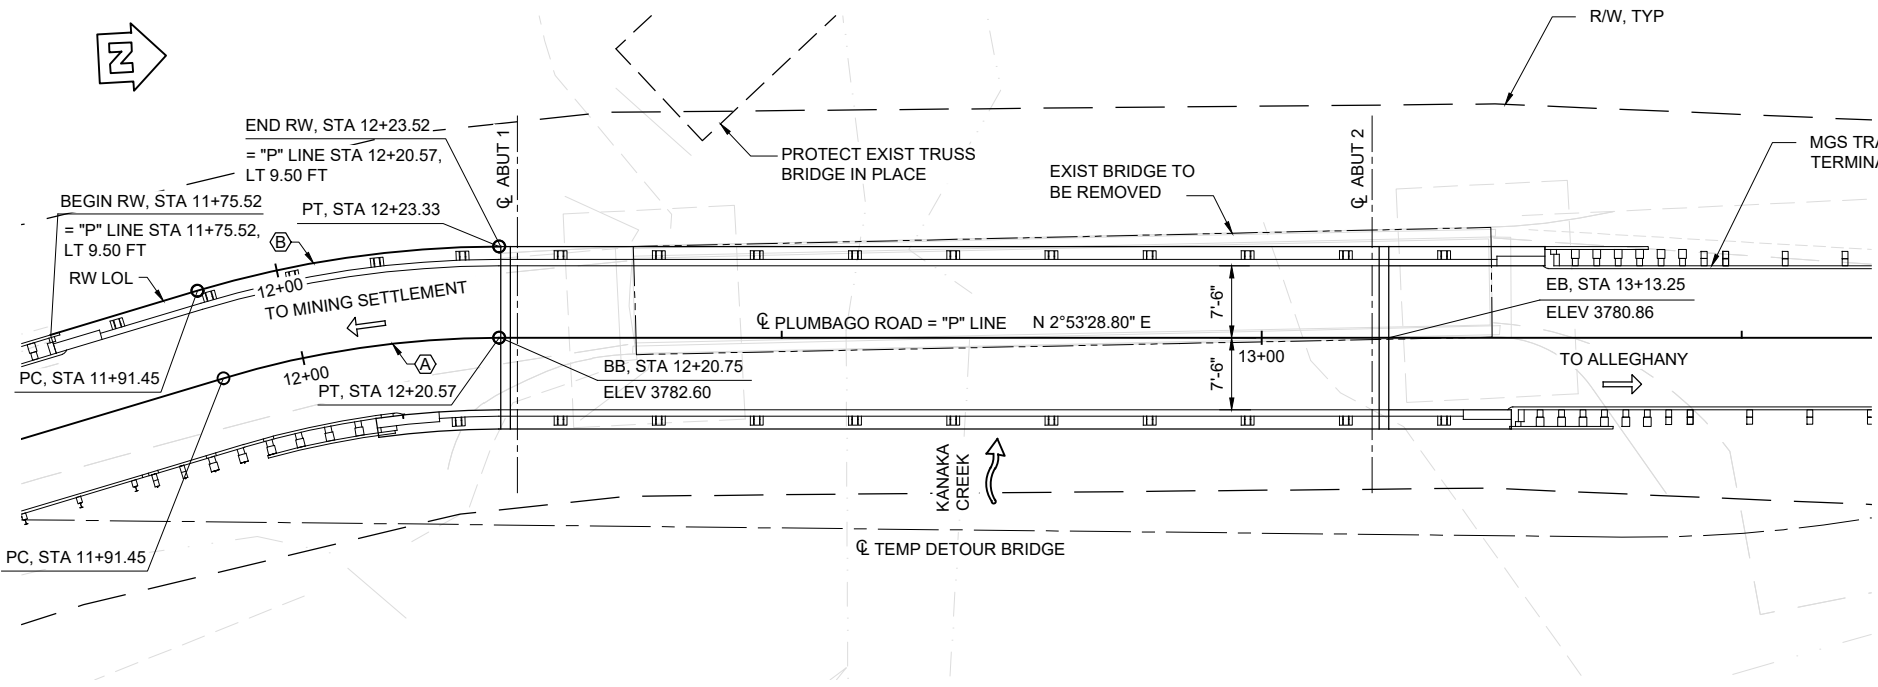 N
R/W, TYP
END RW, STA 12+23.52
= "P" LINE STA 12+20.57,
LT 9.50 FT
℄ ABUT 1
PROTECT EXIST TRUSS
BRIDGE IN PLACE
EXIST BRIDGE TO
BE REMOVED
℄ ABUT 2
MGS TRA
TERMINA
BEGIN RW, STA 11+75.52
= "P" LINE STA 11+75.52,
LT 9.50 FT
PT, STA 12+23.33
B
RW LOL
12+00
TO MINING SETTLEMENT
℄ PLUMBAGO ROAD = "P" LINE N 2°53'28.80" E
7'-6"
EB, STA 13+13.25
ELEV 3780.86
PC, STA 11+91.45
12+00
A
PT, STA 12+20.57
BB, STA 12+20.75
ELEV 3782.60
7'-6"
13+00
TO ALLEGHANY
KANAKA
CREEK
PC, STA 11+91.45
℄ TEMP DETOUR BRIDGE